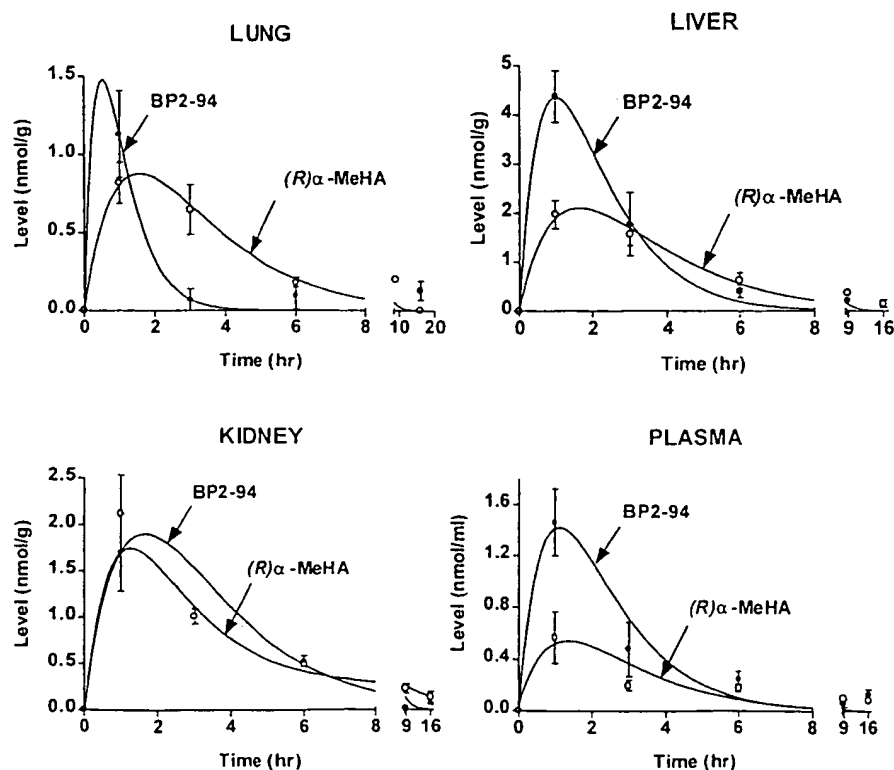 LUNG
Level (nmol/g)
1.5
1.0
0.5
0.0
BP2-94
(R)α-MeHA
0 2 4 6 8 10 20
Time (hr)
LIVER
Level (nmol/g)
5
4
3
2
1
0
BP2-94
(R)α-MeHA
0 2 4 6 8 9 16
Time (hr)
KIDNEY
Level (nmol/g)
2.5
2.0
1.5
1.0
0.5
0.0
BP2-94
(R)α-MeHA
0 2 4 6 8 9 16
Time (hr)
PLASMA
Level (nmol/ml)
1.6
1.2
0.8
0.4
0.0
BP2-94
(R)α-MeHA
0 2 4 6 8 9 16
Time (hr)